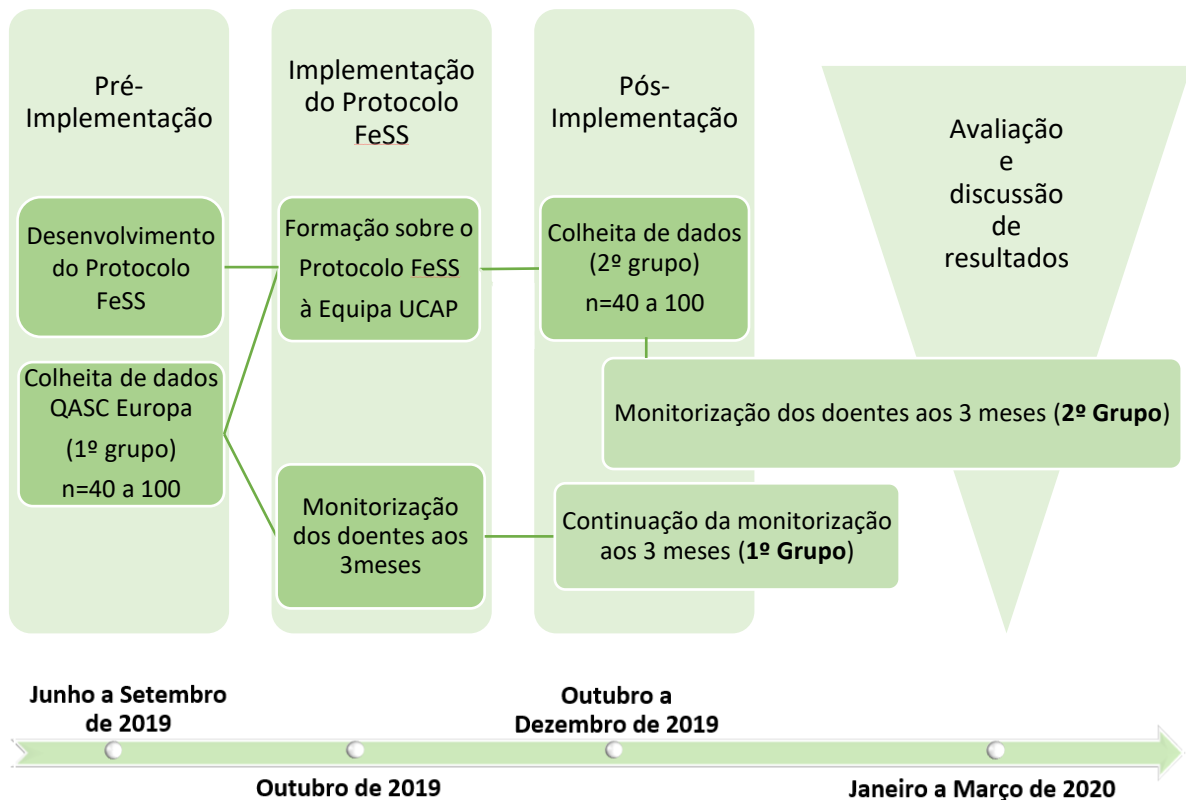 Pré-
Implementação
Desenvolvimento
do Protocolo
FeSS
Colheita de dados
QASC Europa
(1º grupo)
n=40 a 100
Implementação
do Protocolo
FeSS
Formação sobre o
Protocolo FeSS
à Equipa UCAP
Monitorização
dos doentes aos
3meses
Pós-
Implementação
Colheita de dados
(2º grupo)
n=40 a 100
Monitorização dos doentes aos 3 meses (2º Grupo)
Continuação da monitorização
aos 3 meses (1º Grupo)
Avaliação
e
discussão
de
resultados
Junho a Setembro
de 2019
Outubro de 2019
Outubro a
Dezembro de 2019
Janeiro a Março de 2020